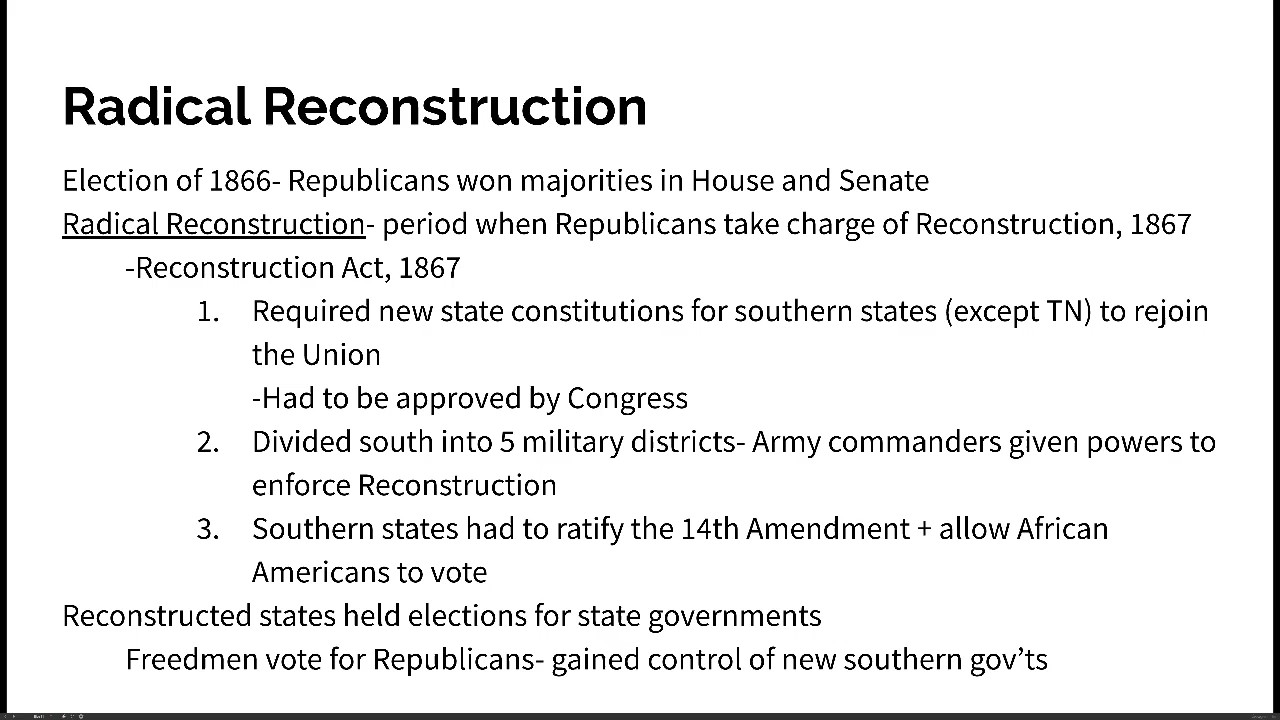 Radical Reconstruction
Election of 1866- Republicans won majorities in House and Senate
Radical Reconstruction- period when Republicans take charge of Reconstruction, 1867
-Reconstruction Act, 1867
1. Required new state constitutions for southern states (except TN) to rejoin
the Union
-Had to be approved by Congress
2. Divided south into 5 military districts- Army commanders given powers to
enforce Reconstruction
3. Southern states had to ratify the 14th Amendment + allow African
Americans to vote
Reconstructed states held elections for state governments
Freedmen vote for Republicans- gained control of new southern gov’ts